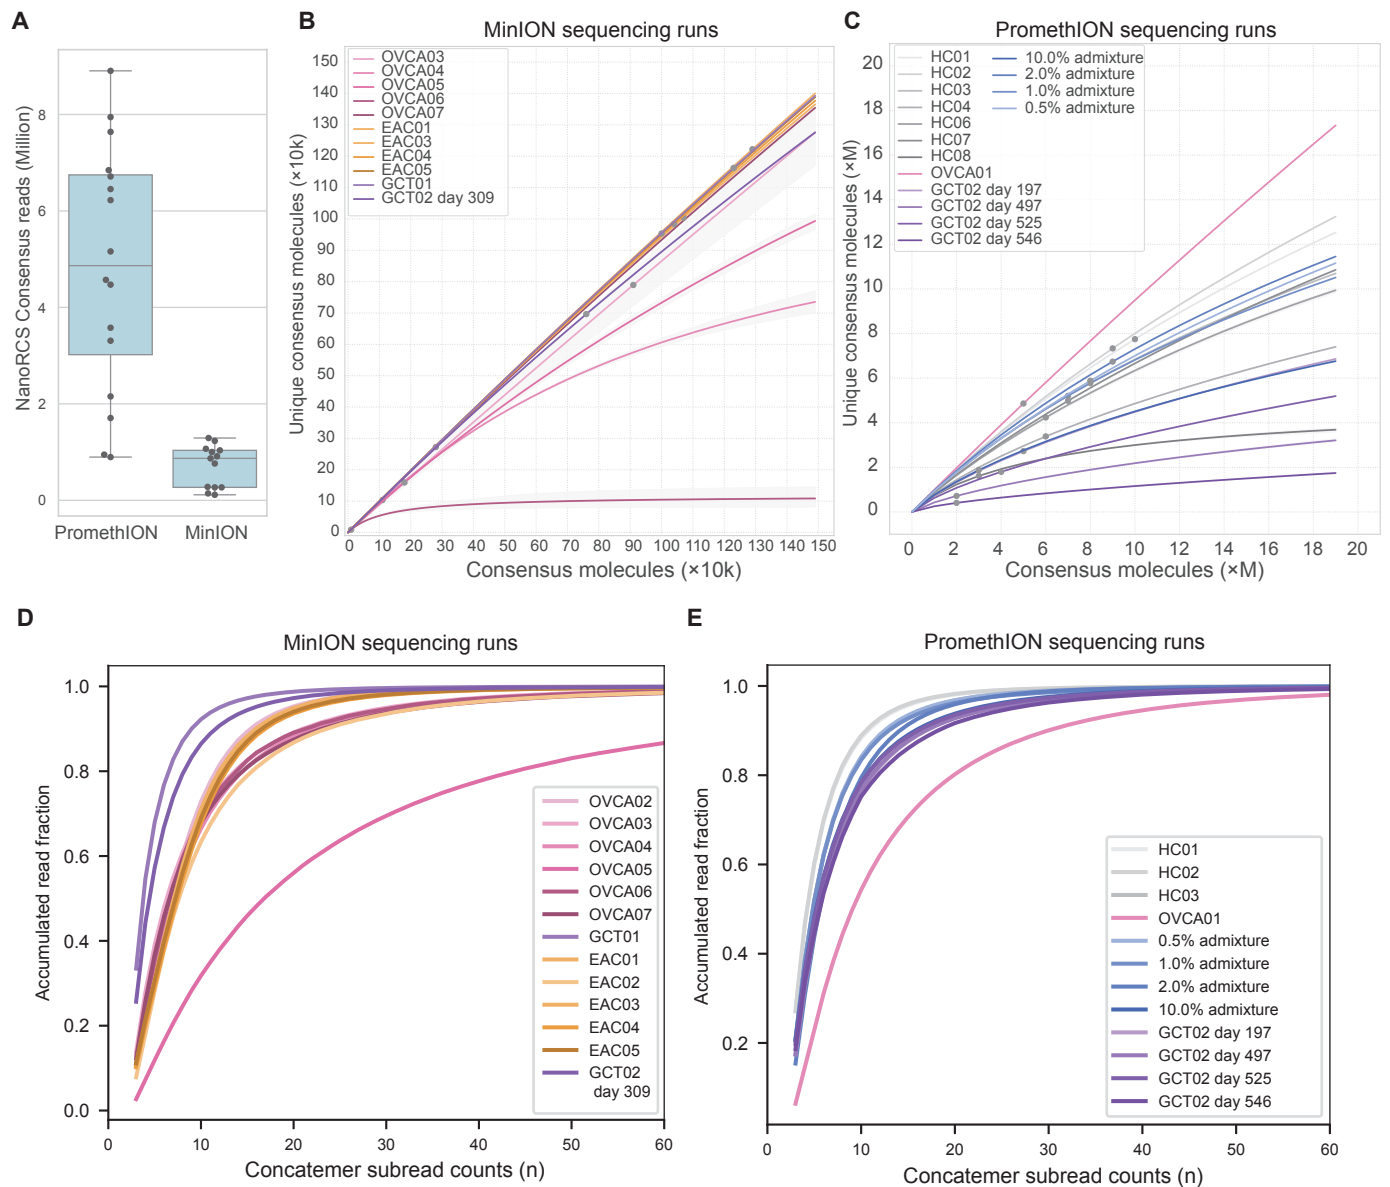 A
NanoRCS Consensus reads (Million)
8
6
4
2
0
PromethION
MinION
B
MinION sequencing runs
Unique consensus molecules (×10k)
150
140
130
120
110
100
90
80
70
60
50
40
30
20
10
0
OVCA03
OVCA04
OVCA05
OVCA06
OVCA07
EAC01
EAC03
EAC04
EAC05
GCT01
GCT02 day 309
0 10 20 30 40 50 60 70 80 90 100 110 120 130 140 150
Consensus molecules (×10k)
C
PromethION sequencing runs
Unique consensus molecules (×M)
20
18
16
14
12
10
8
6
4
2
0
HC01
HC02
HC03
HC04
HC06
HC07
HC08
OVCA01
GCT02 day 197
GCT02 day 497
GCT02 day 525
GCT02 day 546
10.0% admixture
2.0% admixture
1.0% admixture
0.5% admixture
0 2 4 6 8 10 12 14 16 18 20
Consensus molecules (×M)
D
MinION sequencing runs
Accumulated read fraction
1.0
0.8
0.6
0.4
0.2
0.0
OVCA02
OVCA03
OVCA04
OVCA05
OVCA06
OVCA07
GCT01
EAC01
EAC02
EAC03
EAC04
EAC05
GCT02
day 309
0 10 20 30 40 50 60
Concatemer subread counts (n)
E
PromethION sequencing runs
Accumulated read fraction
1.0
0.8
0.6
0.4
0.2
HC01
HC02
HC03
OVCA01
0.5% admixture
1.0% admixture
2.0% admixture
10.0% admixture
GCT02 day 197
GCT02 day 497
GCT02 day 525
GCT02 day 546
0 10 20 30 40 50 60
Concatemer subread counts (n)